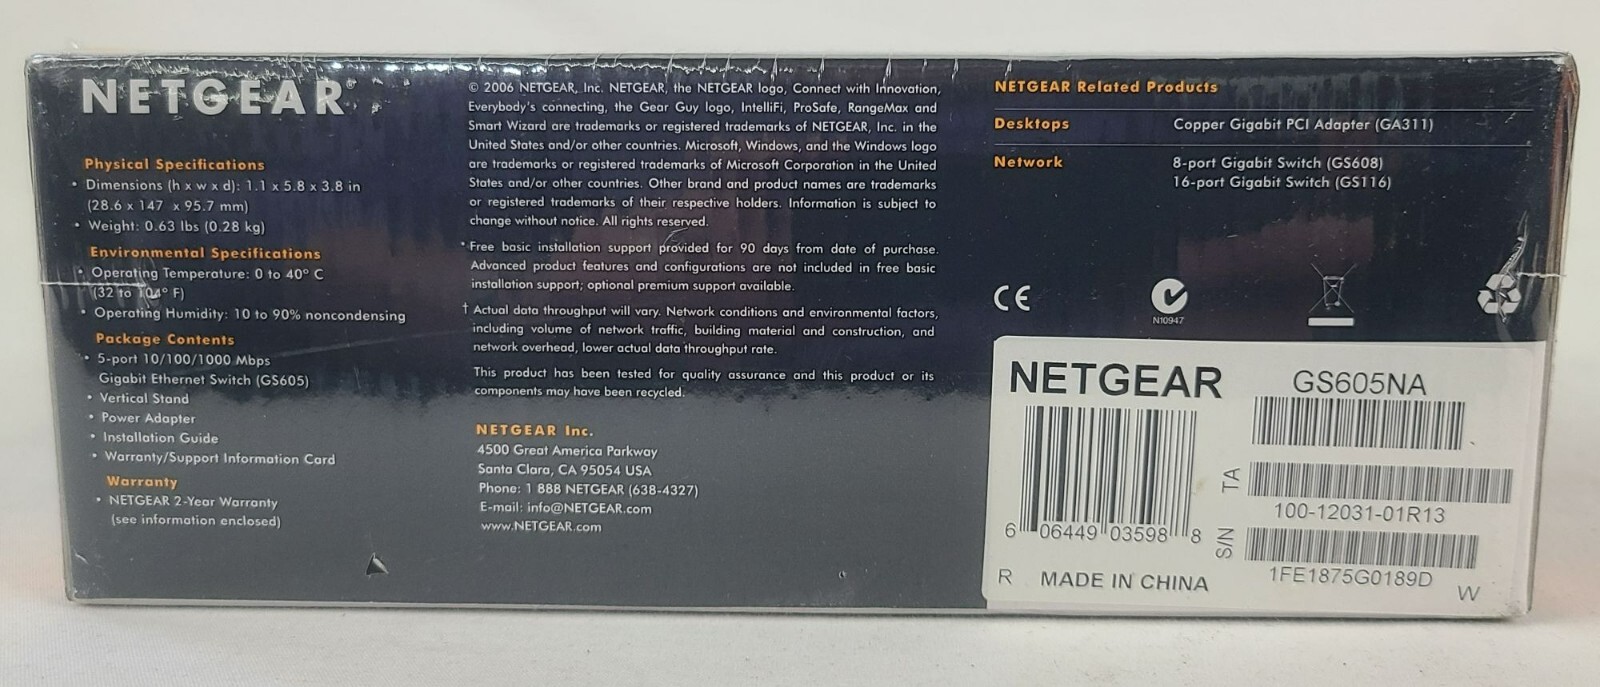 NETGEAR®
Physical Specifications
• Dimensions (h x w x d): 1.1 x 5.8 x 3.8 in
(28.6 x 147 x 95.7 mm)
• Weight: 0.63 lbs (0.28 kg)
Environmental Specifications
• Operating Temperature: 0 to 40° C
(32 to 104° F)
• Operating Humidity: 10 to 90% noncondensing
Package Contents
• 5-port 10/100/1000 Mbps
Gigabit Ethernet Switch (GS605)
• Vertical Stand
• Power Adapter
• Installation Guide
• Warranty/Support Information Card
Warranty
• NETGEAR 2-Year Warranty
(see information enclosed)
© 2006 NETGEAR, Inc. NETGEAR, the NETGEAR logo, Connect with Innovation,
Everybody's connecting, the Gear Guy logo, IntelliFi, ProSafe, RangeMax and
Smart Wizard are trademarks or registered trademarks of NETGEAR, Inc. in the
United States and/or other countries. Microsoft, Windows, and the Windows logo
are trademarks or registered trademarks of Microsoft Corporation in the United
States and/or other countries. Other brand and product names are trademarks
or registered trademarks of their respective holders. Information is subject to
change without notice. All rights reserved.
* Free basic installation support provided for 90 days from date of purchase.
Advanced product features and configurations are not included in free basic
installation support; optional premium support available.
† Actual data throughput will vary. Network conditions and environmental factors,
including volume of network traffic, building material and construction, and
network overhead, lower actual data throughput rate.
This product has been tested for quality assurance and this product or its
components may have been recycled.
NETGEAR Inc.
4500 Great America Parkway
Santa Clara, CA 95054 USA
Phone: 1 888 NETGEAR (638-4327)
E-mail: info@NETGEAR.com
www.NETGEAR.com
NETGEAR Related Products
Desktops Copper Gigabit PCI Adapter (GA311)
Network 8-port Gigabit Switch (GS608)
16-port Gigabit Switch (GS116)
CE
N10947
NETGEAR
6 06449 03598 8
R MADE IN CHINA
GS605NA
TA
100-12031-01R13
S/N
1FE1875G0189D
W